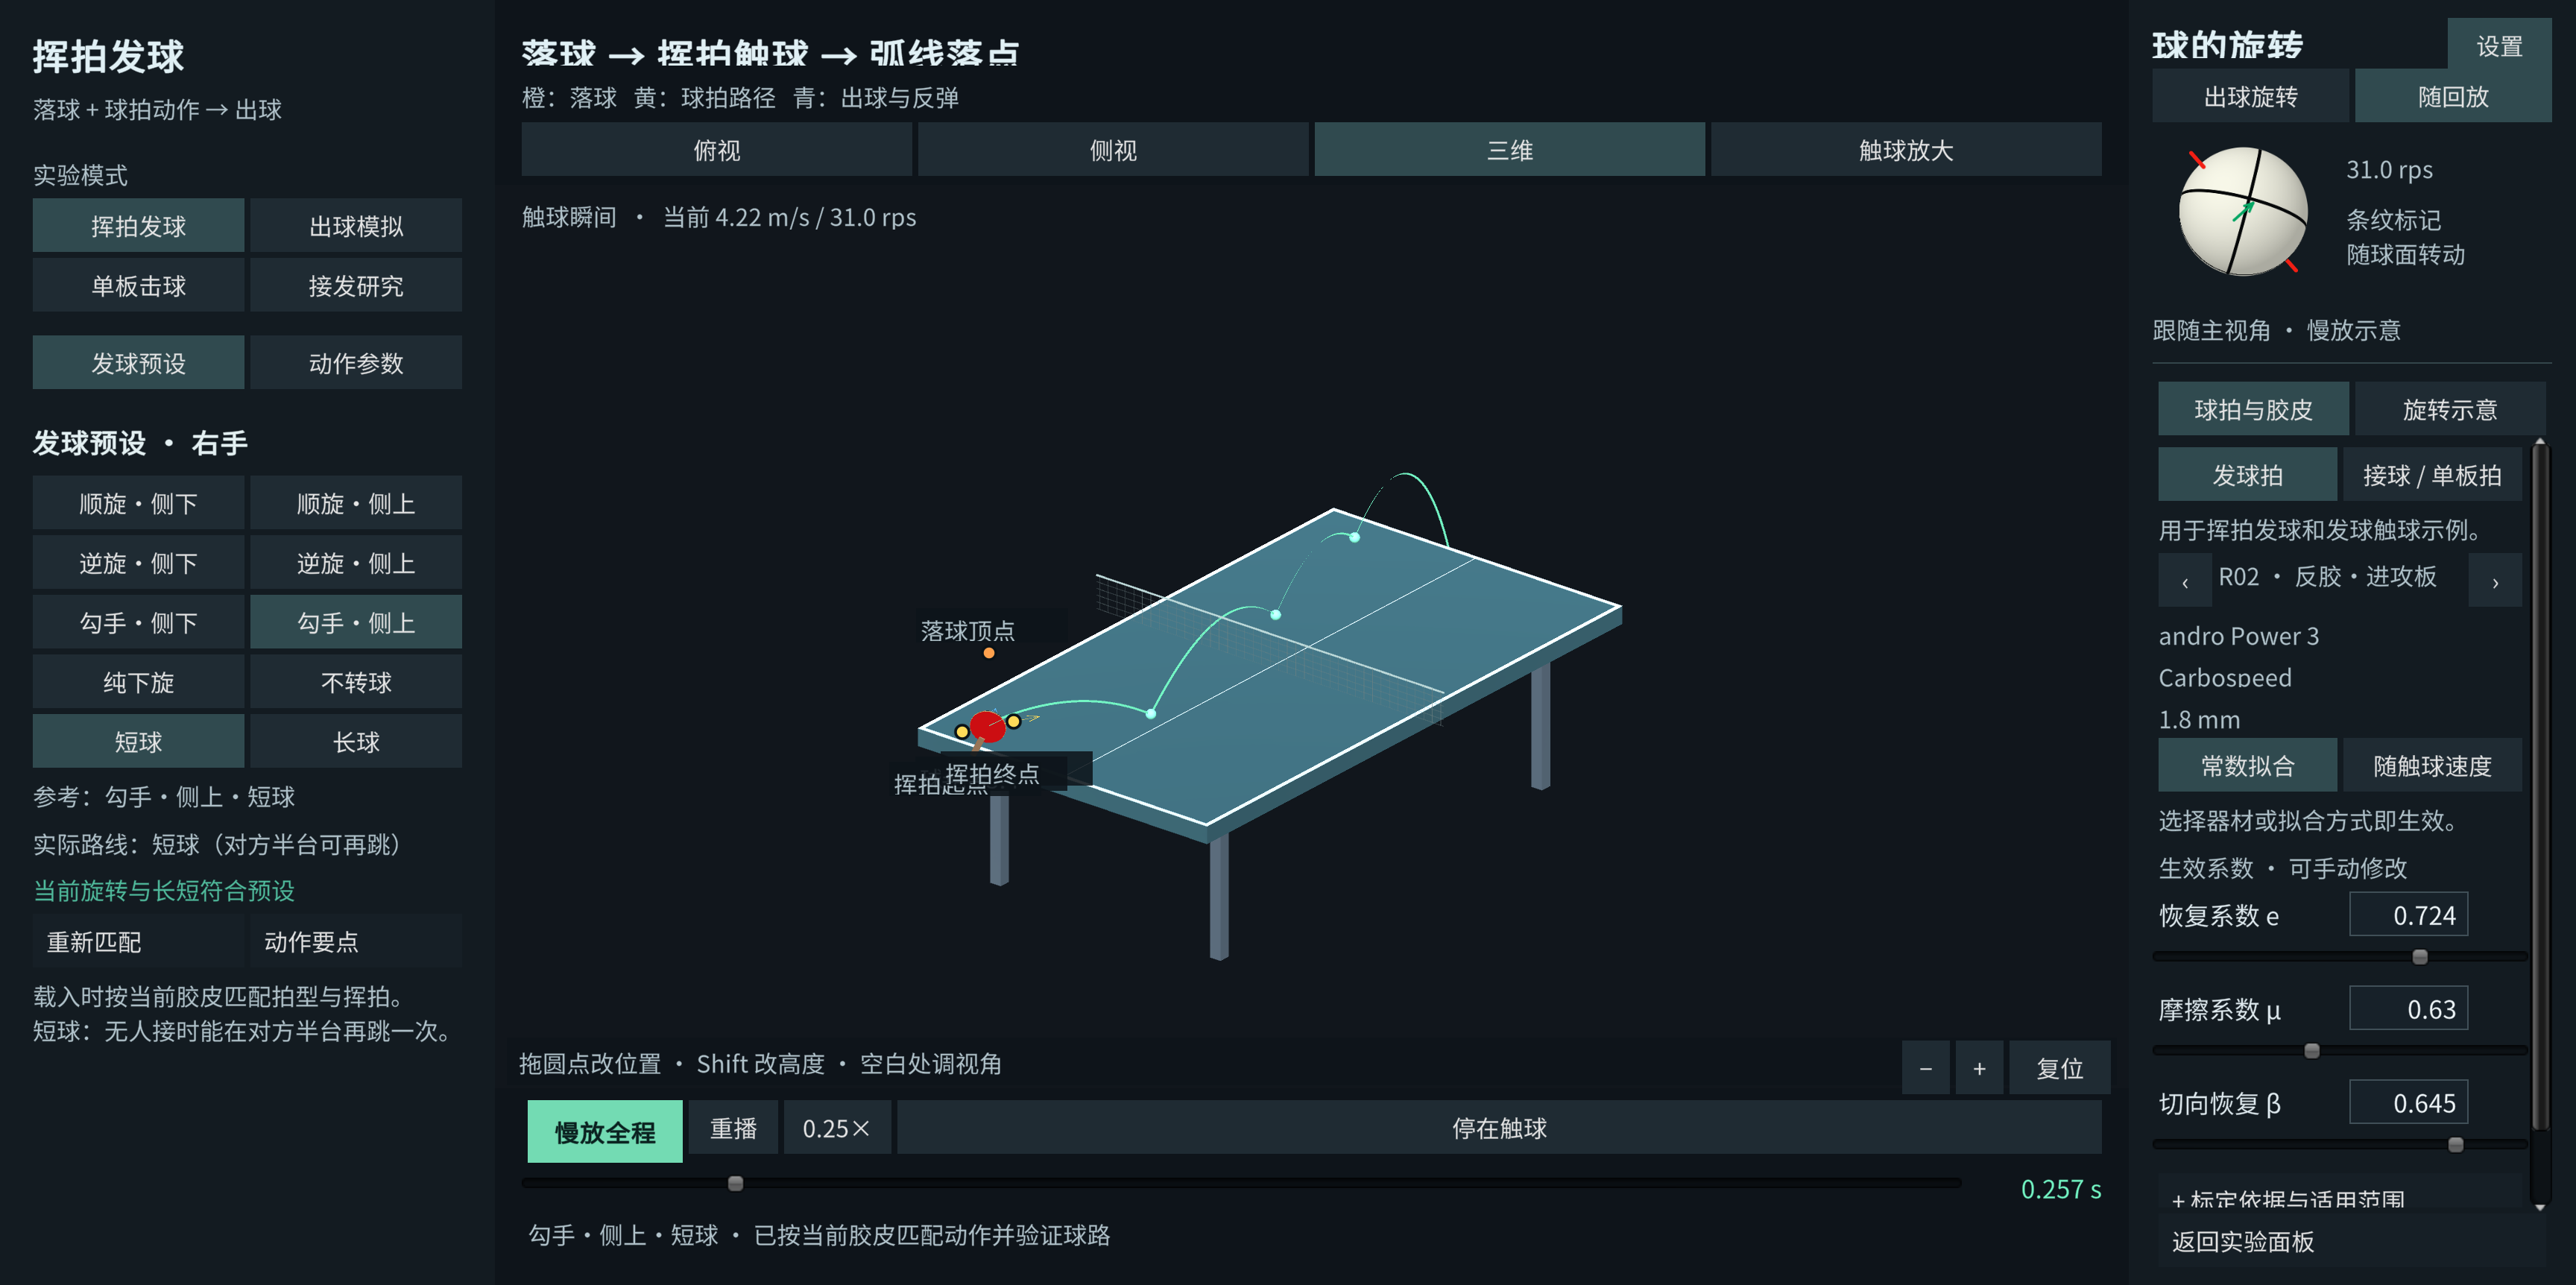 挥拍发球
落球 + 球拍动作 → 出球
实验模式
挥拍发球
出球模拟
单板击球
接发研究
发球预设
动作参数
发球预设 · 右手
顺旋·侧下
顺旋·侧上
逆旋·侧下
逆旋·侧上
勾手·侧下
勾手·侧上
纯下旋
不转球
短球
长球
参考：勾手·侧上·短球
实际路线：短球（对方半台可再跳）
当前旋转与长短符合预设
重新匹配
动作要点
载入时按当前胶皮匹配拍型与挥拍。
短球：无人接时能在对方半台再跳一次。
落球 → 挥拍触球 → 弧线落点
橙：落球 黄：球拍路径 青：出球与反弹
俯视
侧视
三维
触球放大
触球瞬间 · 当前 4.22 m/s / 31.0 rps
落球顶点
挥拍终点
挥拍起点
拖圆点改位置 · Shift 改高度 · 空白处调视角
−
+
复位
慢放全程
重播
0.25×
停在触球
0.257 s
勾手·侧上·短球 · 已按当前胶皮匹配动作并验证球路
球的旋转
设置
出球旋转
随回放
31.0 rps
条纹标记
随球面转动
跟随主视角 · 慢放示意
球拍与胶皮
旋转示意
发球拍
接球 / 单板拍
用于挥拍发球和发球触球示例。
‹
R02 · 反胶·进攻板
›
andro Power 3
Carbospeed
1.8 mm
常数拟合
随触球速度
选择器材或拟合方式即生效。
生效系数 · 可手动修改
恢复系数 e
0.724
摩擦系数 μ
0.63
切向恢复 β
0.645
+ 标定依据与适用范围
返回实验面板